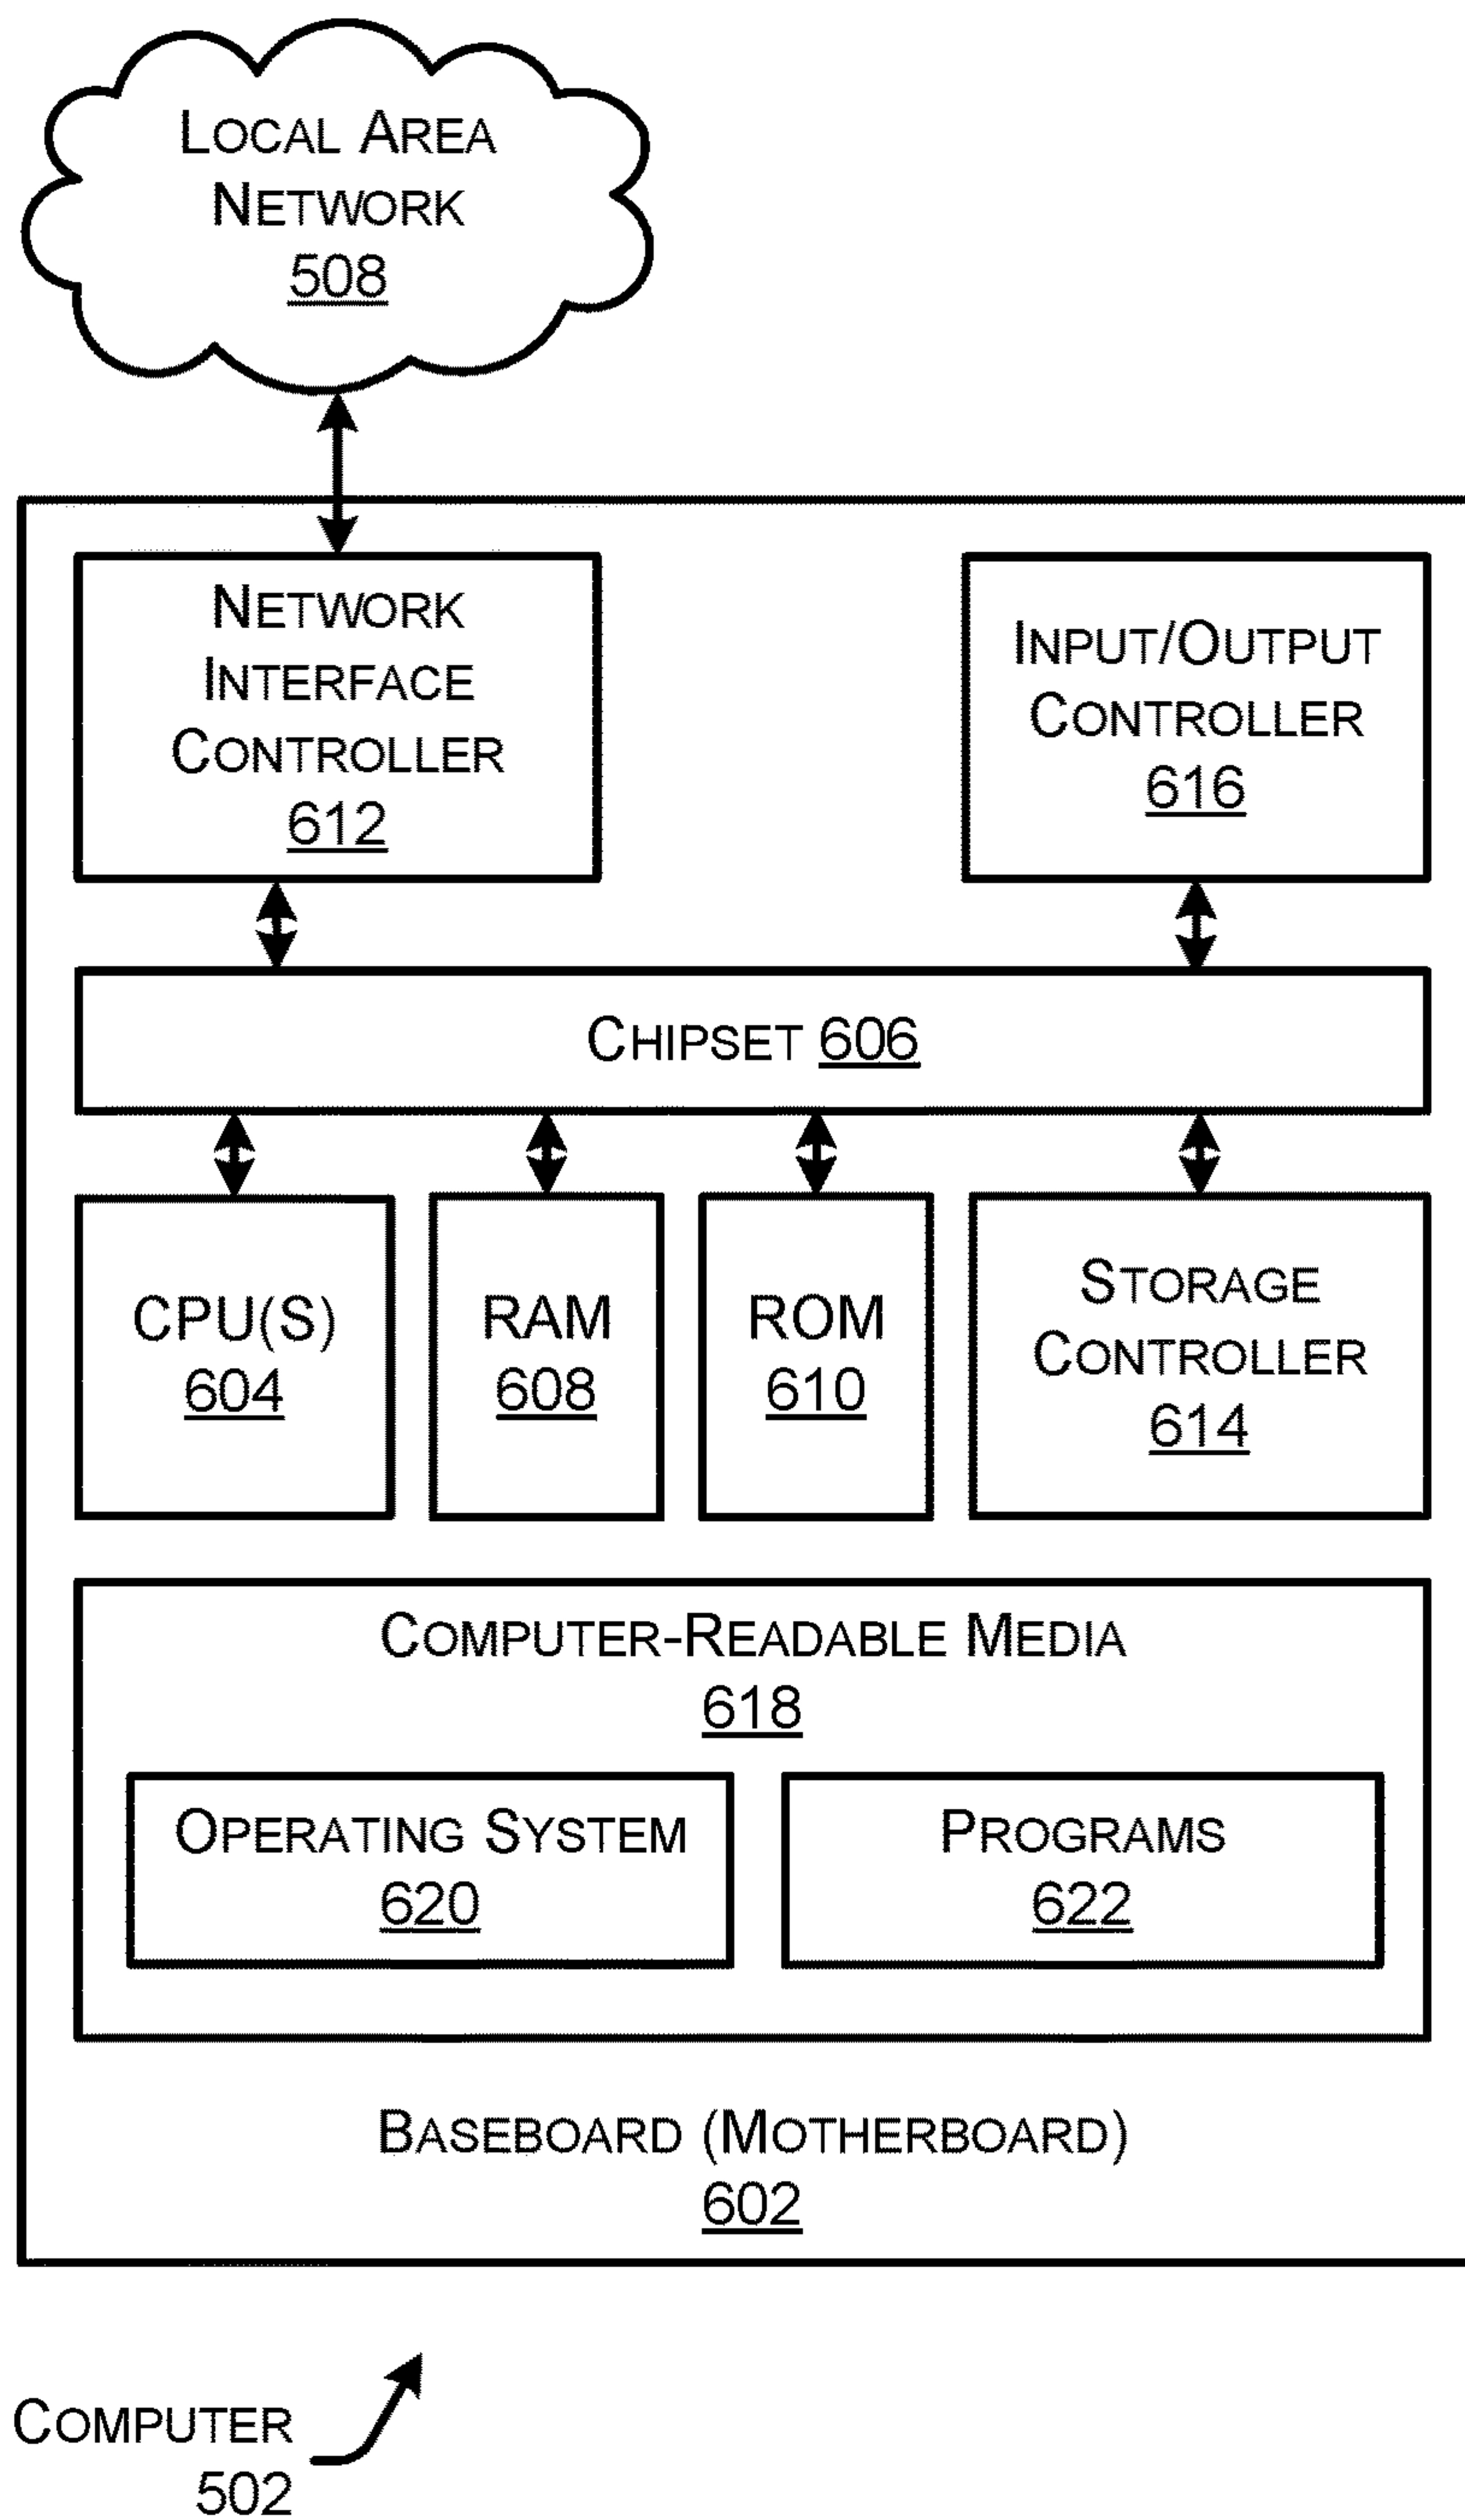 LOCAL AREA
NETWORK
508
NETWORK
INTERFACE
CONTROLLER
612
INPUT/OUTPUT
CONTROLLER
616
CHIPSET 606
CPU(S)
604
RAM
608
ROM
610
STORAGE
CONTROLLER
614
COMPUTER-READABLE MEDIA
618
OPERATING SYSTEM
620
PROGRAMS
622
BASEBOARD (MOTHERBOARD)
602
COMPUTER
502